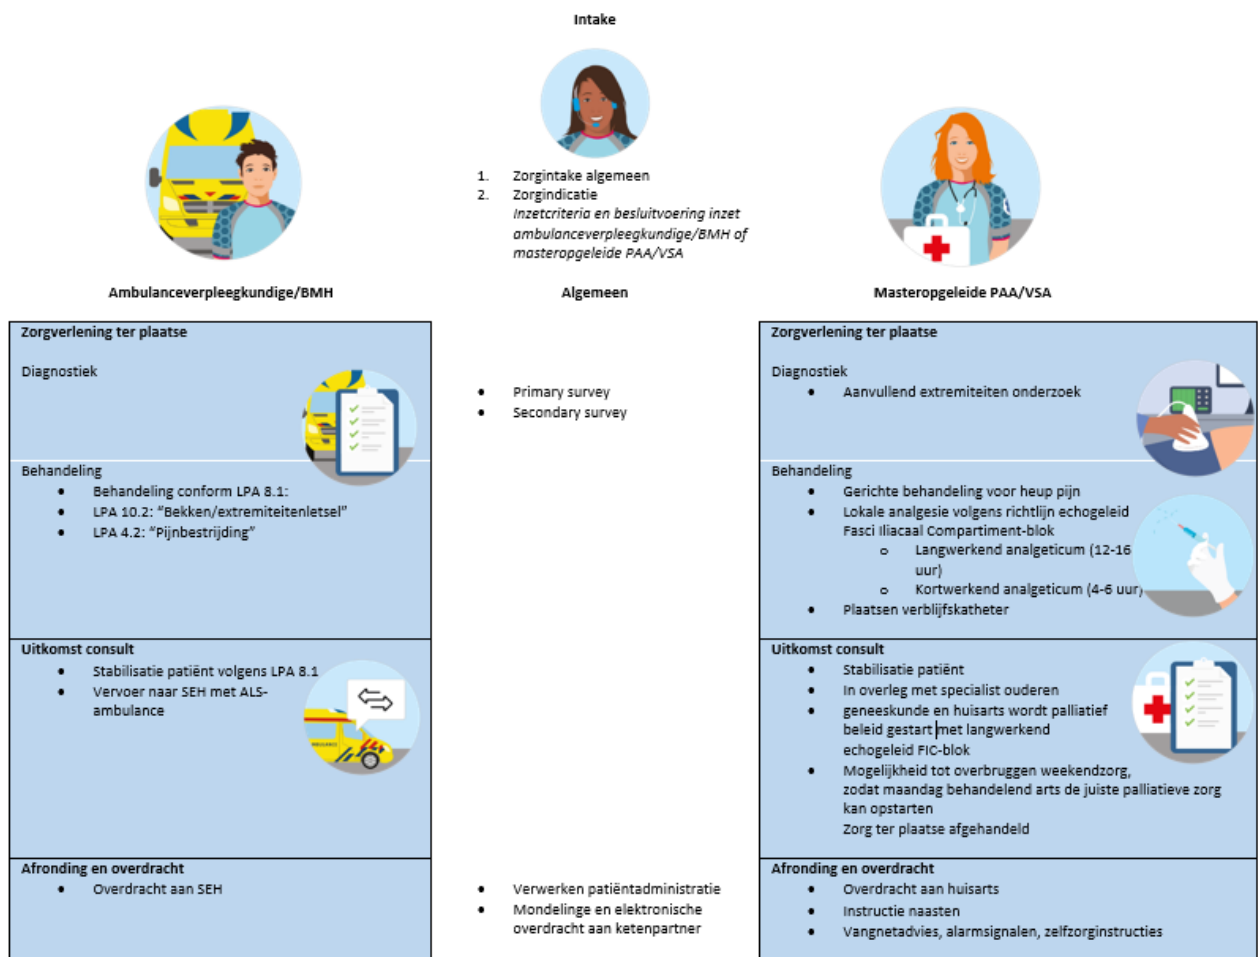 Intake
1. Zorgintake algemeen
2. Zorgindicatie
Inzetcriteria en besluitvoering inzet
ambulanceverpleegkundige/BMH of
masteropgeleide PAA/VSA
Ambulanceverpleegkundige/BMH
Algemeen
Masteropgeleide PAA/VSA
Zorgverlening ter plaatse
Diagnostiek
• Primary survey
• Secondary survey
Zorgverlening ter plaatse
Diagnostiek
• Aanvullend extremiteiten onderzoek
Behandeling
• Behandeling conform LPA 8.1:
• LPA 10.2: “Bekken/extremiteitenletsel”
• LPA 4.2: “Pijnbestrijding”
Behandeling
• Gerichte behandeling voor heup pijn
• Lokale analgesie volgens richtlijn echogeleid
Fasci Iliacaal Compartiment-blok
o Langwerkend analgeticum (12-16
uur)
o Kortwerkend analgeticum (4-6 uur)
• Plaatsen verblijfskatheter
Uitkomst consult
• Stabilisatie patiënt volgens LPA 8.1
• Vervoer naar SEH met ALS-
ambulance
AMBULANCE
Uitkomst consult
• Stabilisatie patiënt
• In overleg met specialist ouderen
• geneeskunde en huisarts wordt palliatief
beleid gestart met langwerkend
echogeleid FIC-blok
• Mogelijkheid tot overbruggen weekendzorg,
zodat maandag behandelend arts de juiste palliatieve zorg
kan opstarten
Zorg ter plaatse afgehandeld
Afronding en overdracht
• Overdracht aan SEH
• Verwerken patiëntadministratie
• Mondelinge en elektronische
overdracht aan ketenpartner
Afronding en overdracht
• Overdracht aan huisarts
• Instructie naasten
• Vangnetadvies, alarmsignalen, zelfzorginstructies